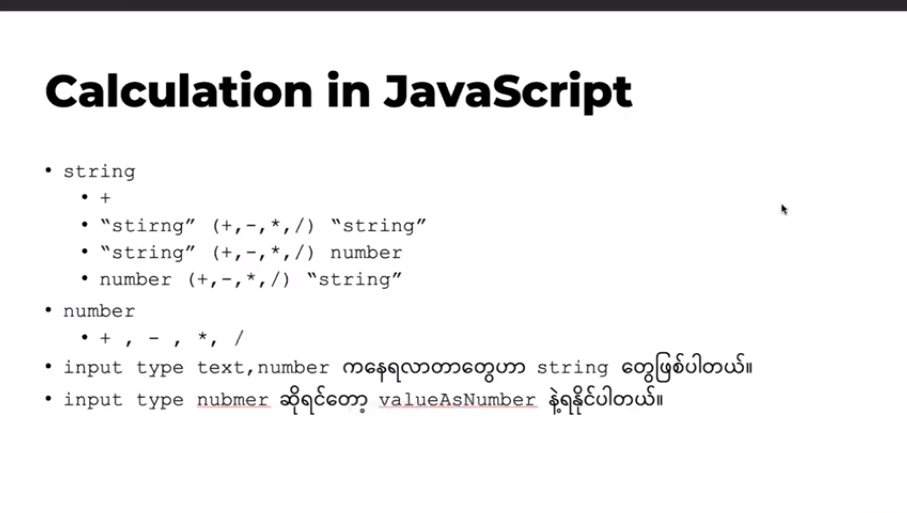 Calculation in JavaScript
• string
• +
• “stirng” (+,-,*,/) “string”
• “string” (+,-,*,/) number
• number (+,-,*,/) “string”
• number
• + , - , *, /
• input type text,number ကနေရလာတာတွေဟာ string တွေဖြစ်ပါတယ်။
• input type nubmer ဆိုရင်တော့ valueAsNumber နဲ့ရနိုင်ပါတယ်။